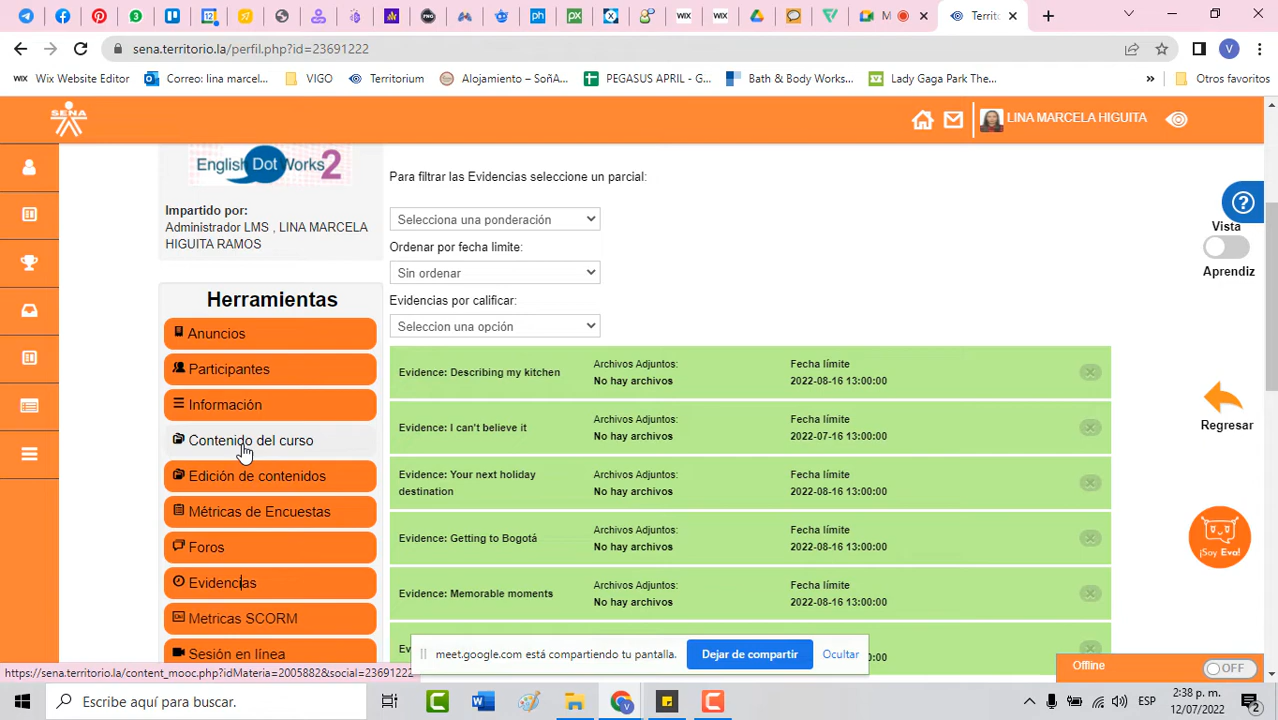 M
Territo
sena.territorio.la/perfil.php?id=23691222
V
WIX Wix Website Editor
Correo: lina marcel...
VIGO
Territorium
Alojamiento – SoñA...
PEGASUS APRIL - G...
Bath & Body Works...
Lady Gaga Park The...
»
Otros favoritos
SENA
LINA MARCELA HIGUITA
English Dot Works 2
Impartido por:
Administrador LMS , LINA MARCELA
HIGUITA RAMOS
Herramientas
Anuncios
Participantes
Información
Contenido del curso
Edición de contenidos
Métricas de Encuestas
Foros
Evidencias
Metricas SCORM
Sesión en línea
Para filtrar las Evidencias seleccione un parcial:
Selecciona una ponderación
Ordenar por fecha limite:
Sin ordenar
Evidencias por calificar:
Seleccion una opción
Evidence: Describing my kitchen
Archivos Adjuntos:
No hay archivos
Fecha límite
2022-08-16 13:00:00
Evidence: I can't believe it
Archivos Adjuntos:
No hay archivos
Fecha límite
2022-07-16 13:00:00
Evidence: Your next holiday
destination
Archivos Adjuntos:
No hay archivos
Fecha límite
2022-08-16 13:00:00
Evidence: Getting to Bogotá
Archivos Adjuntos:
No hay archivos
Fecha límite
2022-08-16 13:00:00
Evidence: Memorable moments
Archivos Adjuntos:
No hay archivos
Fecha límite
2022-08-16 13:00:00
Vista
Aprendiz
Regresar
¡Soy Eva!
meet.google.com está compartiendo tu pantalla.
Dejar de compartir
Ocultar
Offline
OFF
https://sena.territorio.la/content_mooc.php?idMateria=2005882&social=23691222
Escribe aquí para buscar.
ESP
2:38 p. m.
12/07/2022
2